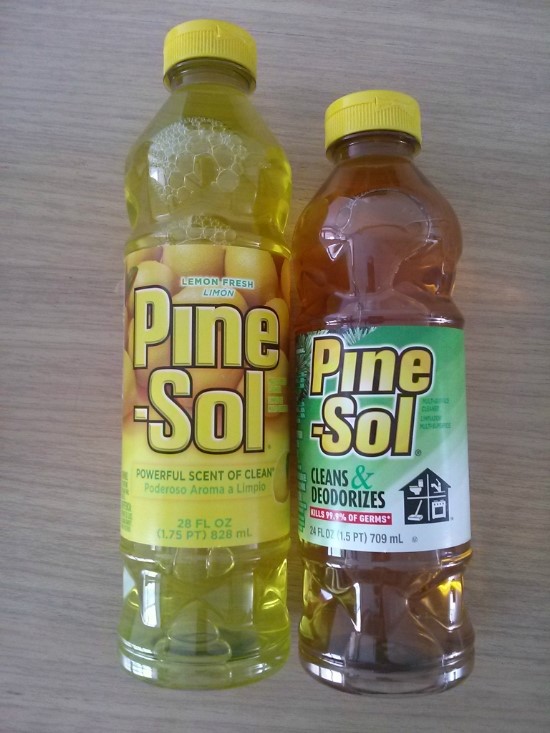 LEMON FRESH
LIMÓN
Pine
-Sol
®
POWERFUL SCENT OF CLEAN
Poderoso Aroma a Limpio
28 FL OZ
(1.75 PT) 828 mL
Pine
-Sol
®
CLEANS &
DEODORIZES
KILLS 99.9% OF GERMS*
24 FL OZ (1.5 PT) 709 mL